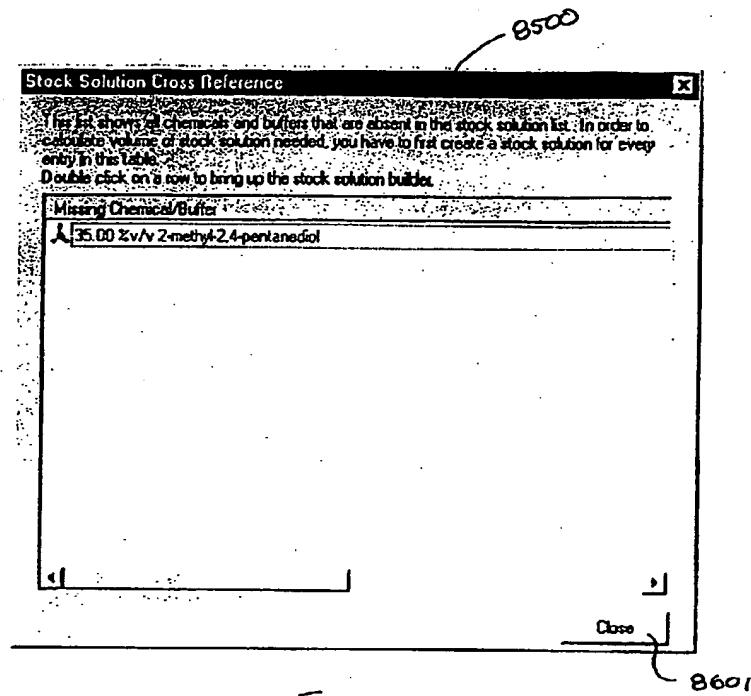 8500
Stock Solution Cross Reference
This list shows all chemicals and buffers that are absent in the stock solution list. In order to
calculate volume of stock solution needed, you have to first create a stock solution for every
entry in this table.
Double click on a row to bring up the stock solution builder.
Missing Chemical/Buffer
35.00 %v/v 2-methyl-2,4-pentanediol
Close
8601